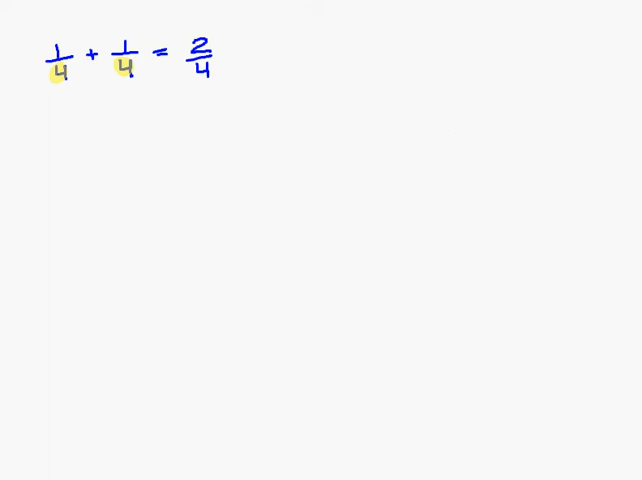 1/4 + 1/4 = 2/4